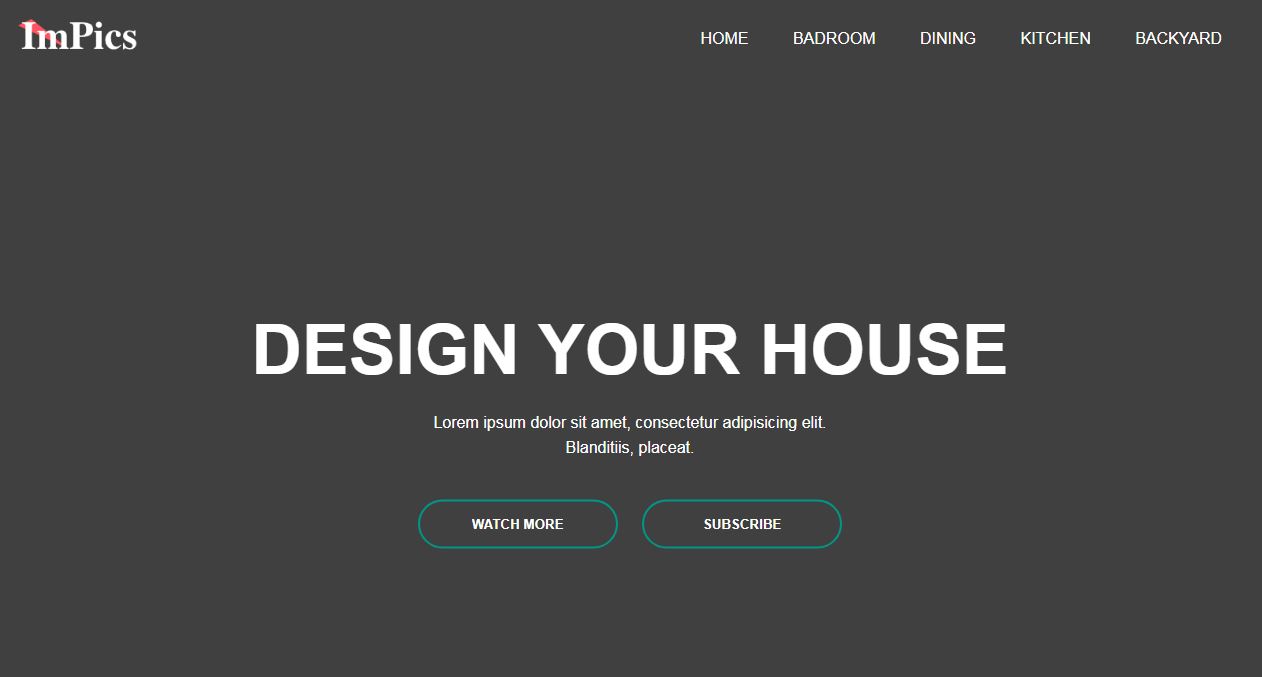 ImPics
HOME BADROOM DINING KITCHEN BACKYARD
DESIGN YOUR HOUSE
Lorem ipsum dolor sit amet, consectetur adipisicing elit.
Blanditiis, placeat.
WATCH MORE SUBSCRIBE